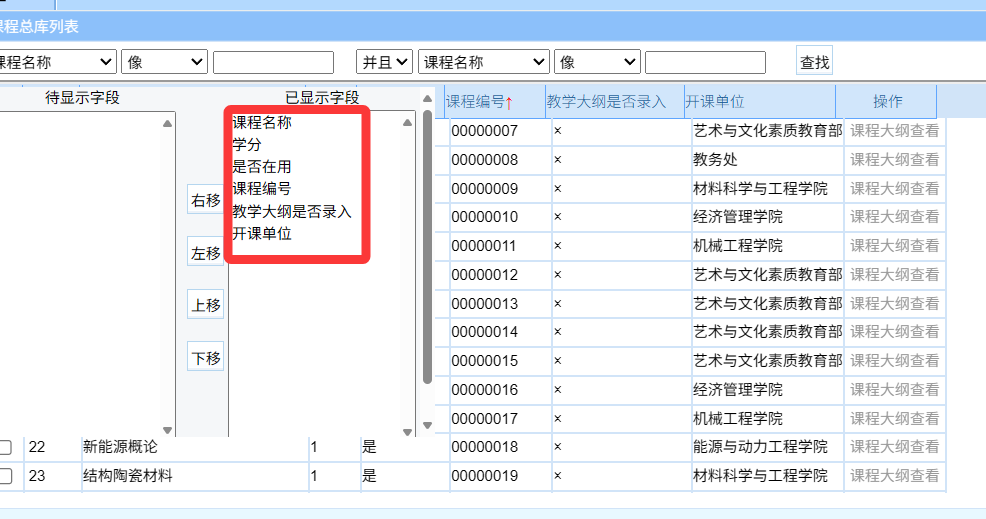 课程总库列表
课程名称 像 并且 课程名称 像 查找
待显示字段 已显示字段
课程名称
学分
是否在用
课程编号
教学大纲是否录入
开课单位
右移
左移
上移
下移
课程编号↑ 教学大纲是否录入 开课单位 操作
00000007 × 艺术与文化素质教育部 课程大纲查看
00000008 × 教务处 课程大纲查看
00000009 × 材料科学与工程学院 课程大纲查看
00000010 × 经济管理学院 课程大纲查看
00000011 × 机械工程学院 课程大纲查看
00000012 × 艺术与文化素质教育部 课程大纲查看
00000013 × 艺术与文化素质教育部 课程大纲查看
00000014 × 艺术与文化素质教育部 课程大纲查看
00000015 × 艺术与文化素质教育部 课程大纲查看
00000016 × 经济管理学院 课程大纲查看
00000017 × 机械工程学院 课程大纲查看
22 新能源概论 1 是 00000018 × 能源与动力工程学院 课程大纲查看
23 结构陶瓷材料 1 是 00000019 × 材料科学与工程学院 课程大纲查看